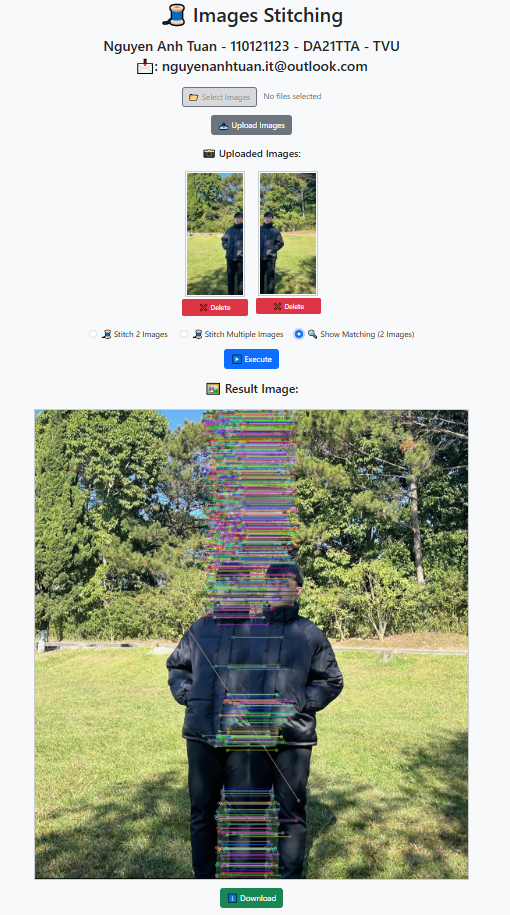 Images Stitching
Nguyen Anh Tuan - 110121123 - DA21TTA - TVU
: nguyenanhtuan.it@outlook.com
Select Images No files selected
Upload Images
Uploaded Images:
Delete Delete
Stitch 2 Images Stitch Multiple Images Show Matching (2 Images)
Execute
Result Image:
Download